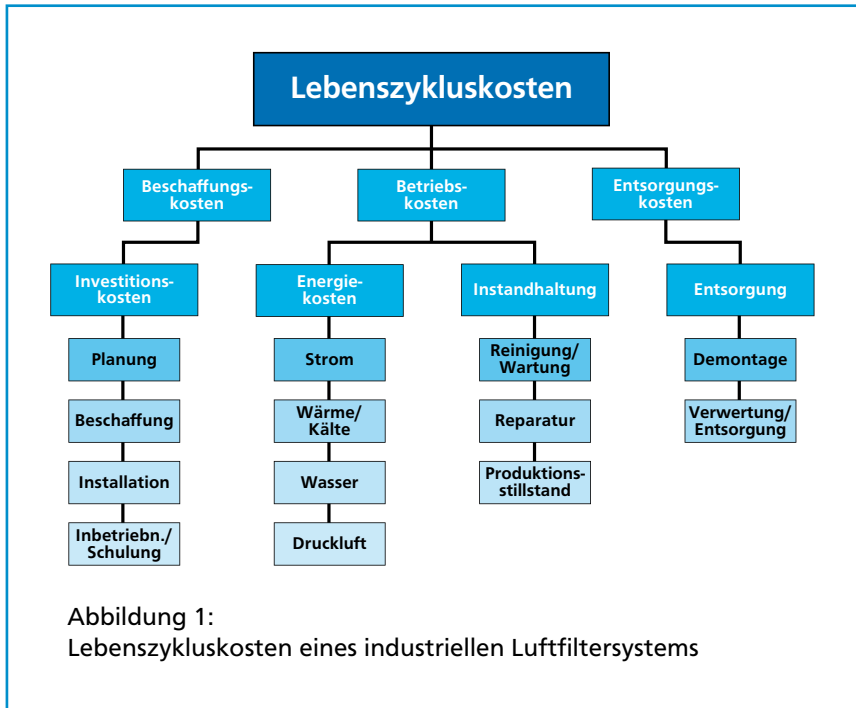 Lebenszykluskosten
Beschaffungs-
kosten
Betriebs-
kosten
Entsorgungs-
kosten
Investitions-
kosten
Energie-
kosten
Instandhaltung
Entsorgung
Planung
Beschaffung
Installation
Inbetriebn./
Schulung
Strom
Wärme/
Kälte
Wasser
Druckluft
Reinigung/
Wartung
Reparatur
Produktions-
stillstand
Demontage
Verwertung/
Entsorgung
Abbildung 1:
Lebenszykluskosten eines industriellen Luftfiltersystems